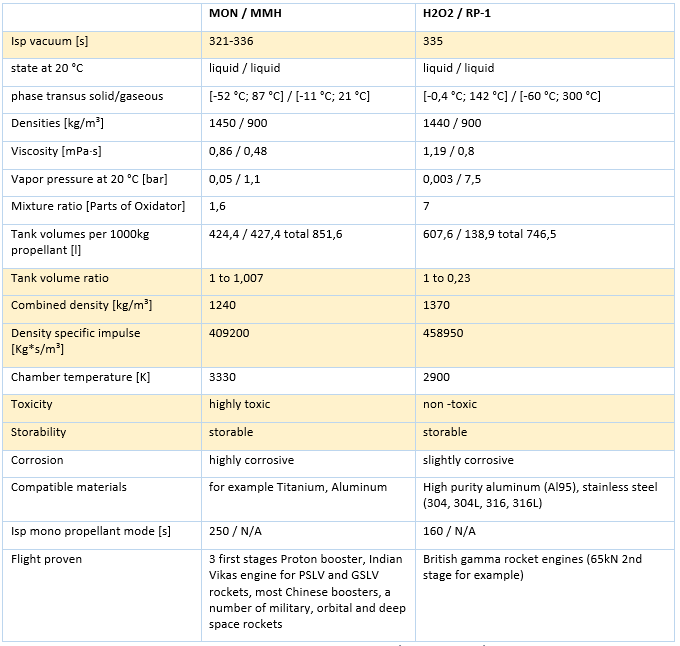 MON / MMH H2O2 / RP-1
Isp vacuum [s] 321-336 335
state at 20 °C liquid / liquid liquid / liquid
phase transus solid/gaseous [-52 °C; 87 °C] / [-11 °C; 21 °C] [-0,4 °C; 142 °C] / [-60 °C; 300 °C]
Densities [kg/m³] 1450 / 900 1440 / 900
Viscosity [mPa·s] 0,86 / 0,48 1,19 / 0,8
Vapor pressure at 20 °C [bar] 0,05 / 1,1 0,003 / 7,5
Mixture ratio [Parts of Oxidator] 1,6 7
Tank volumes per 1000kg 424,4 / 427,4 total 851,6 607,6 / 138,9 total 746,5
propellant [l]
Tank volume ratio 1 to 1,007 1 to 0,23
Combined density [kg/m³] 1240 1370
Density specific impulse 409200 458950
[Kg*s/m³]
Chamber temperature [K] 3330 2900
Toxicity highly toxic non -toxic
Storability storable storable
Corrosion highly corrosive slightly corrosive
Compatible materials for example Titanium, Aluminum High purity aluminum (Al95), stainless steel
(304, 304L, 316, 316L)
Isp mono propellant mode [s] 250 / N/A 160 / N/A
Flight proven 3 first stages Proton booster, Indian British gamma rocket engines (65kN 2nd
Vikas engine for PSLV and GSLV stage for example)
rockets, most Chinese boosters, a
number of military, orbital and deep
space rockets